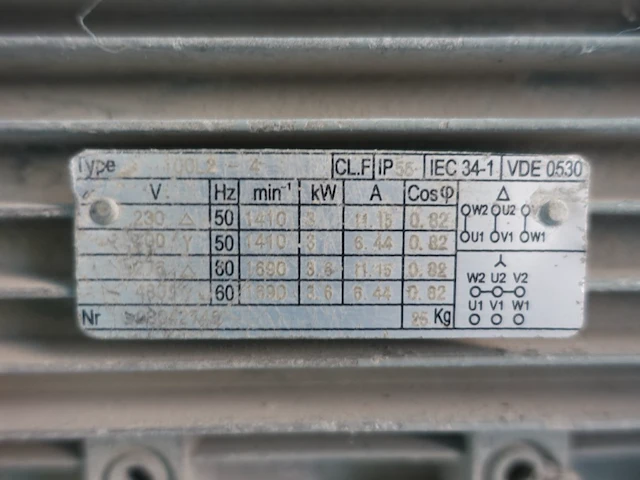 Type 100L2-4 CL.F IP 55 IEC 34-1 VDE 0530
V Hz min⁻¹ kW A Cosφ Δ
230 Δ 50 1410 3 11.15 0.82 W2 U2
Y 50 1410 3 6.44 0.82 U1 V1 W1
Δ 60 1690 3.6 11.15 0.82
60 1690 3.6 6.44 0.82 W2 U2 V2
Nr 25 Kg U1 V1 W1